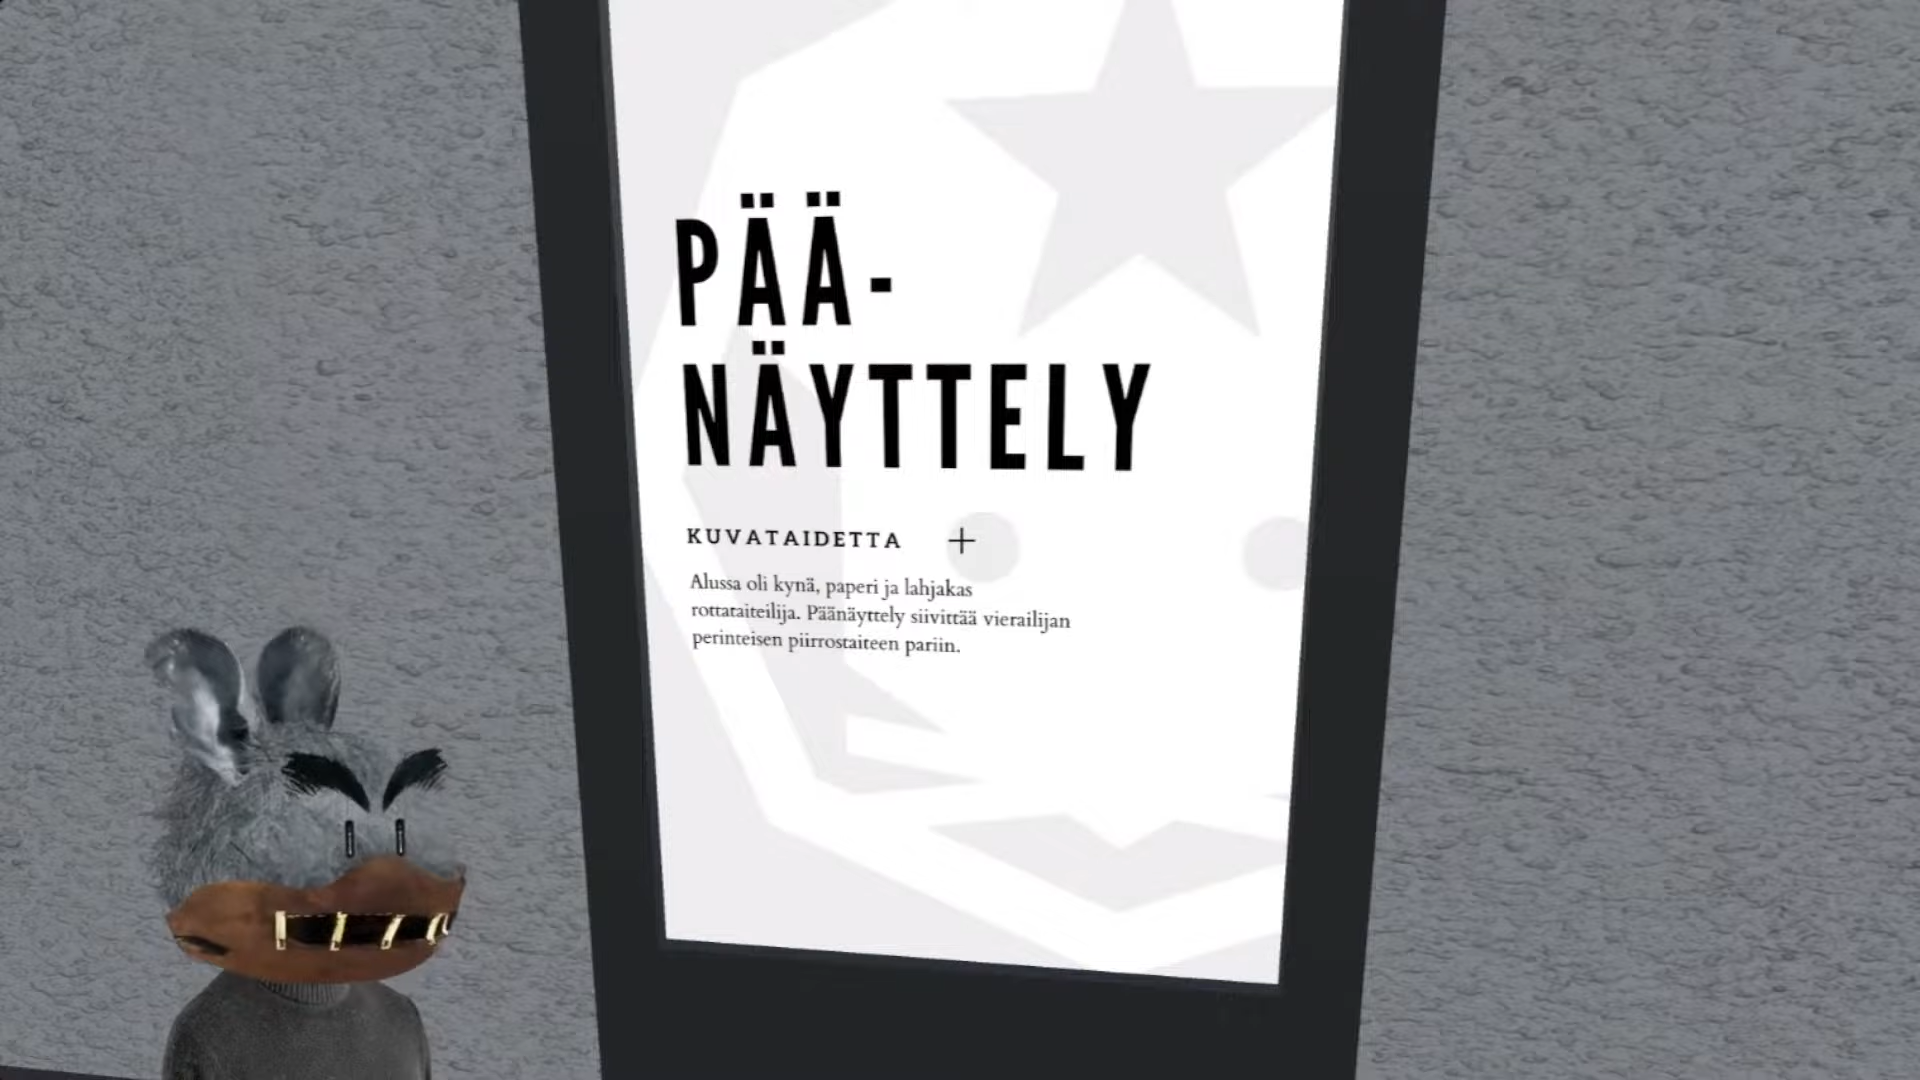 PÄÄ-
NÄYTTELY
KUVATAIDETTA +
Alussa oli kynä, paperi ja lahjakas
rottataiteilija. Päänäyttely siivittää vierailijan
perinteisen piirrostaiteen pariin.